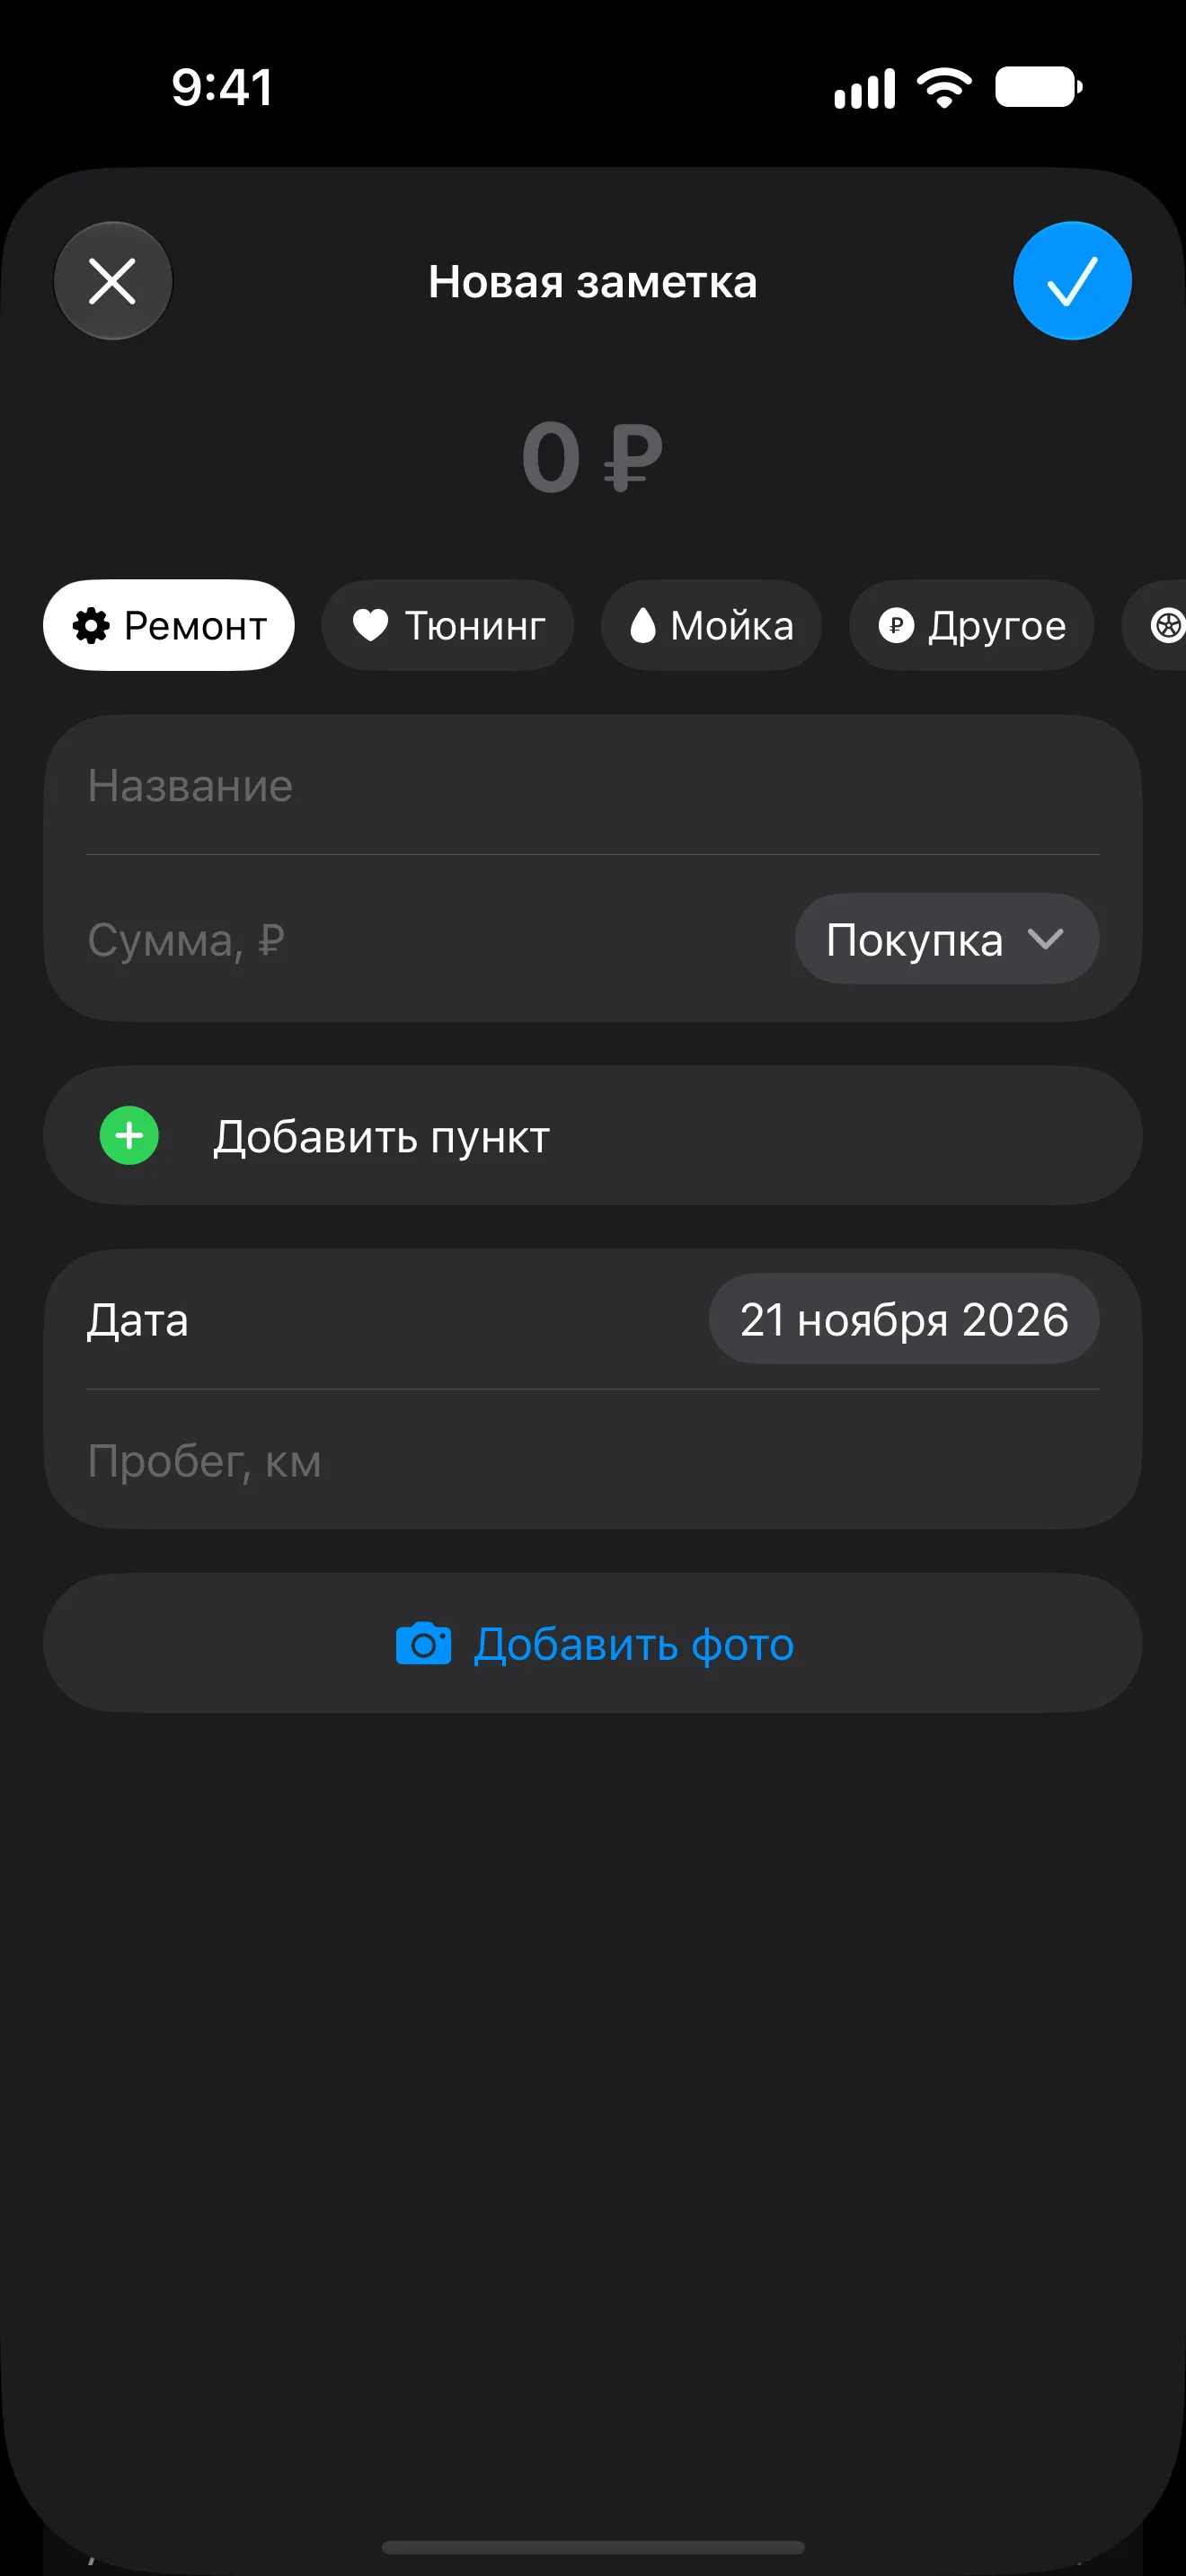 9:41
Новая заметка
0 ₽
Ремонт Тюнинг Мойка ₽ Другое
Название
Сумма, ₽ Покупка
Добавить пункт
Дата 21 ноября 2026
Пробег, км
Добавить фото